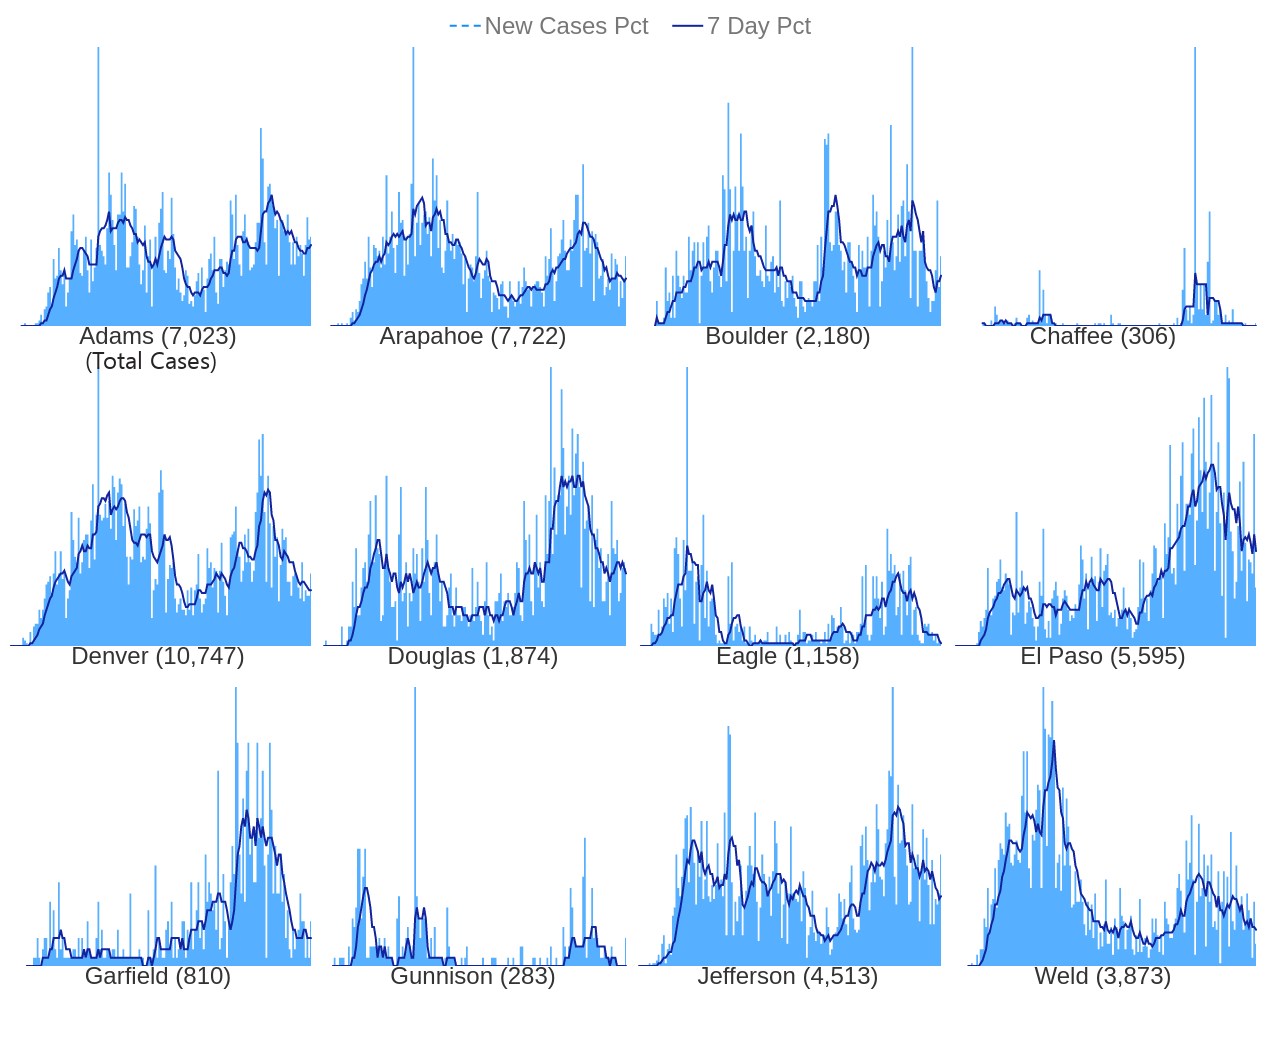 New Cases Pct 7 Day Pct
Adams (7,023) Arapahoe (7,722) Boulder (2,180) Chaffee (306)
(Total Cases)
Denver (10,747) Douglas (1,874) Eagle (1,158) El Paso (5,595)
Garfield (810) Gunnison (283) Jefferson (4,513) Weld (3,873)